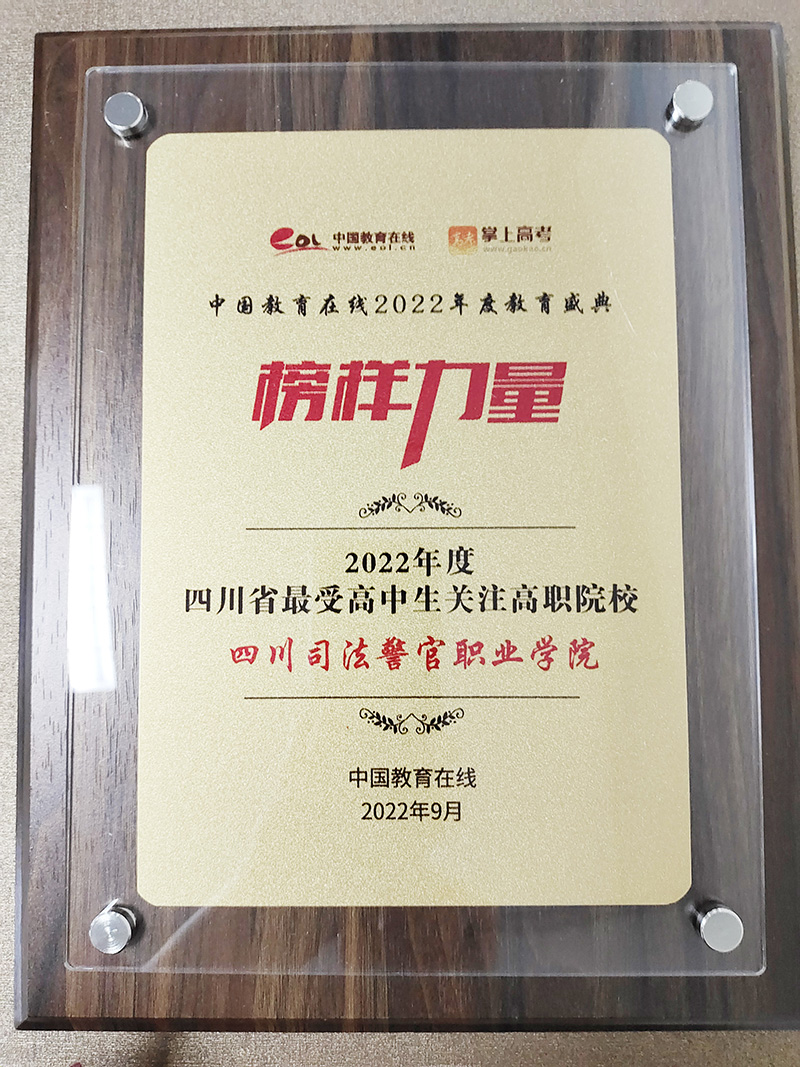 eol 中国教育在线 掌上高考
www.eol.cn www.gaokao.cn
中国教育在线2022年度教育盛典
榜样力量
2022年度
四川省最受高中生关注高职院校
四川司法警官职业学院
中国教育在线
2022年9月